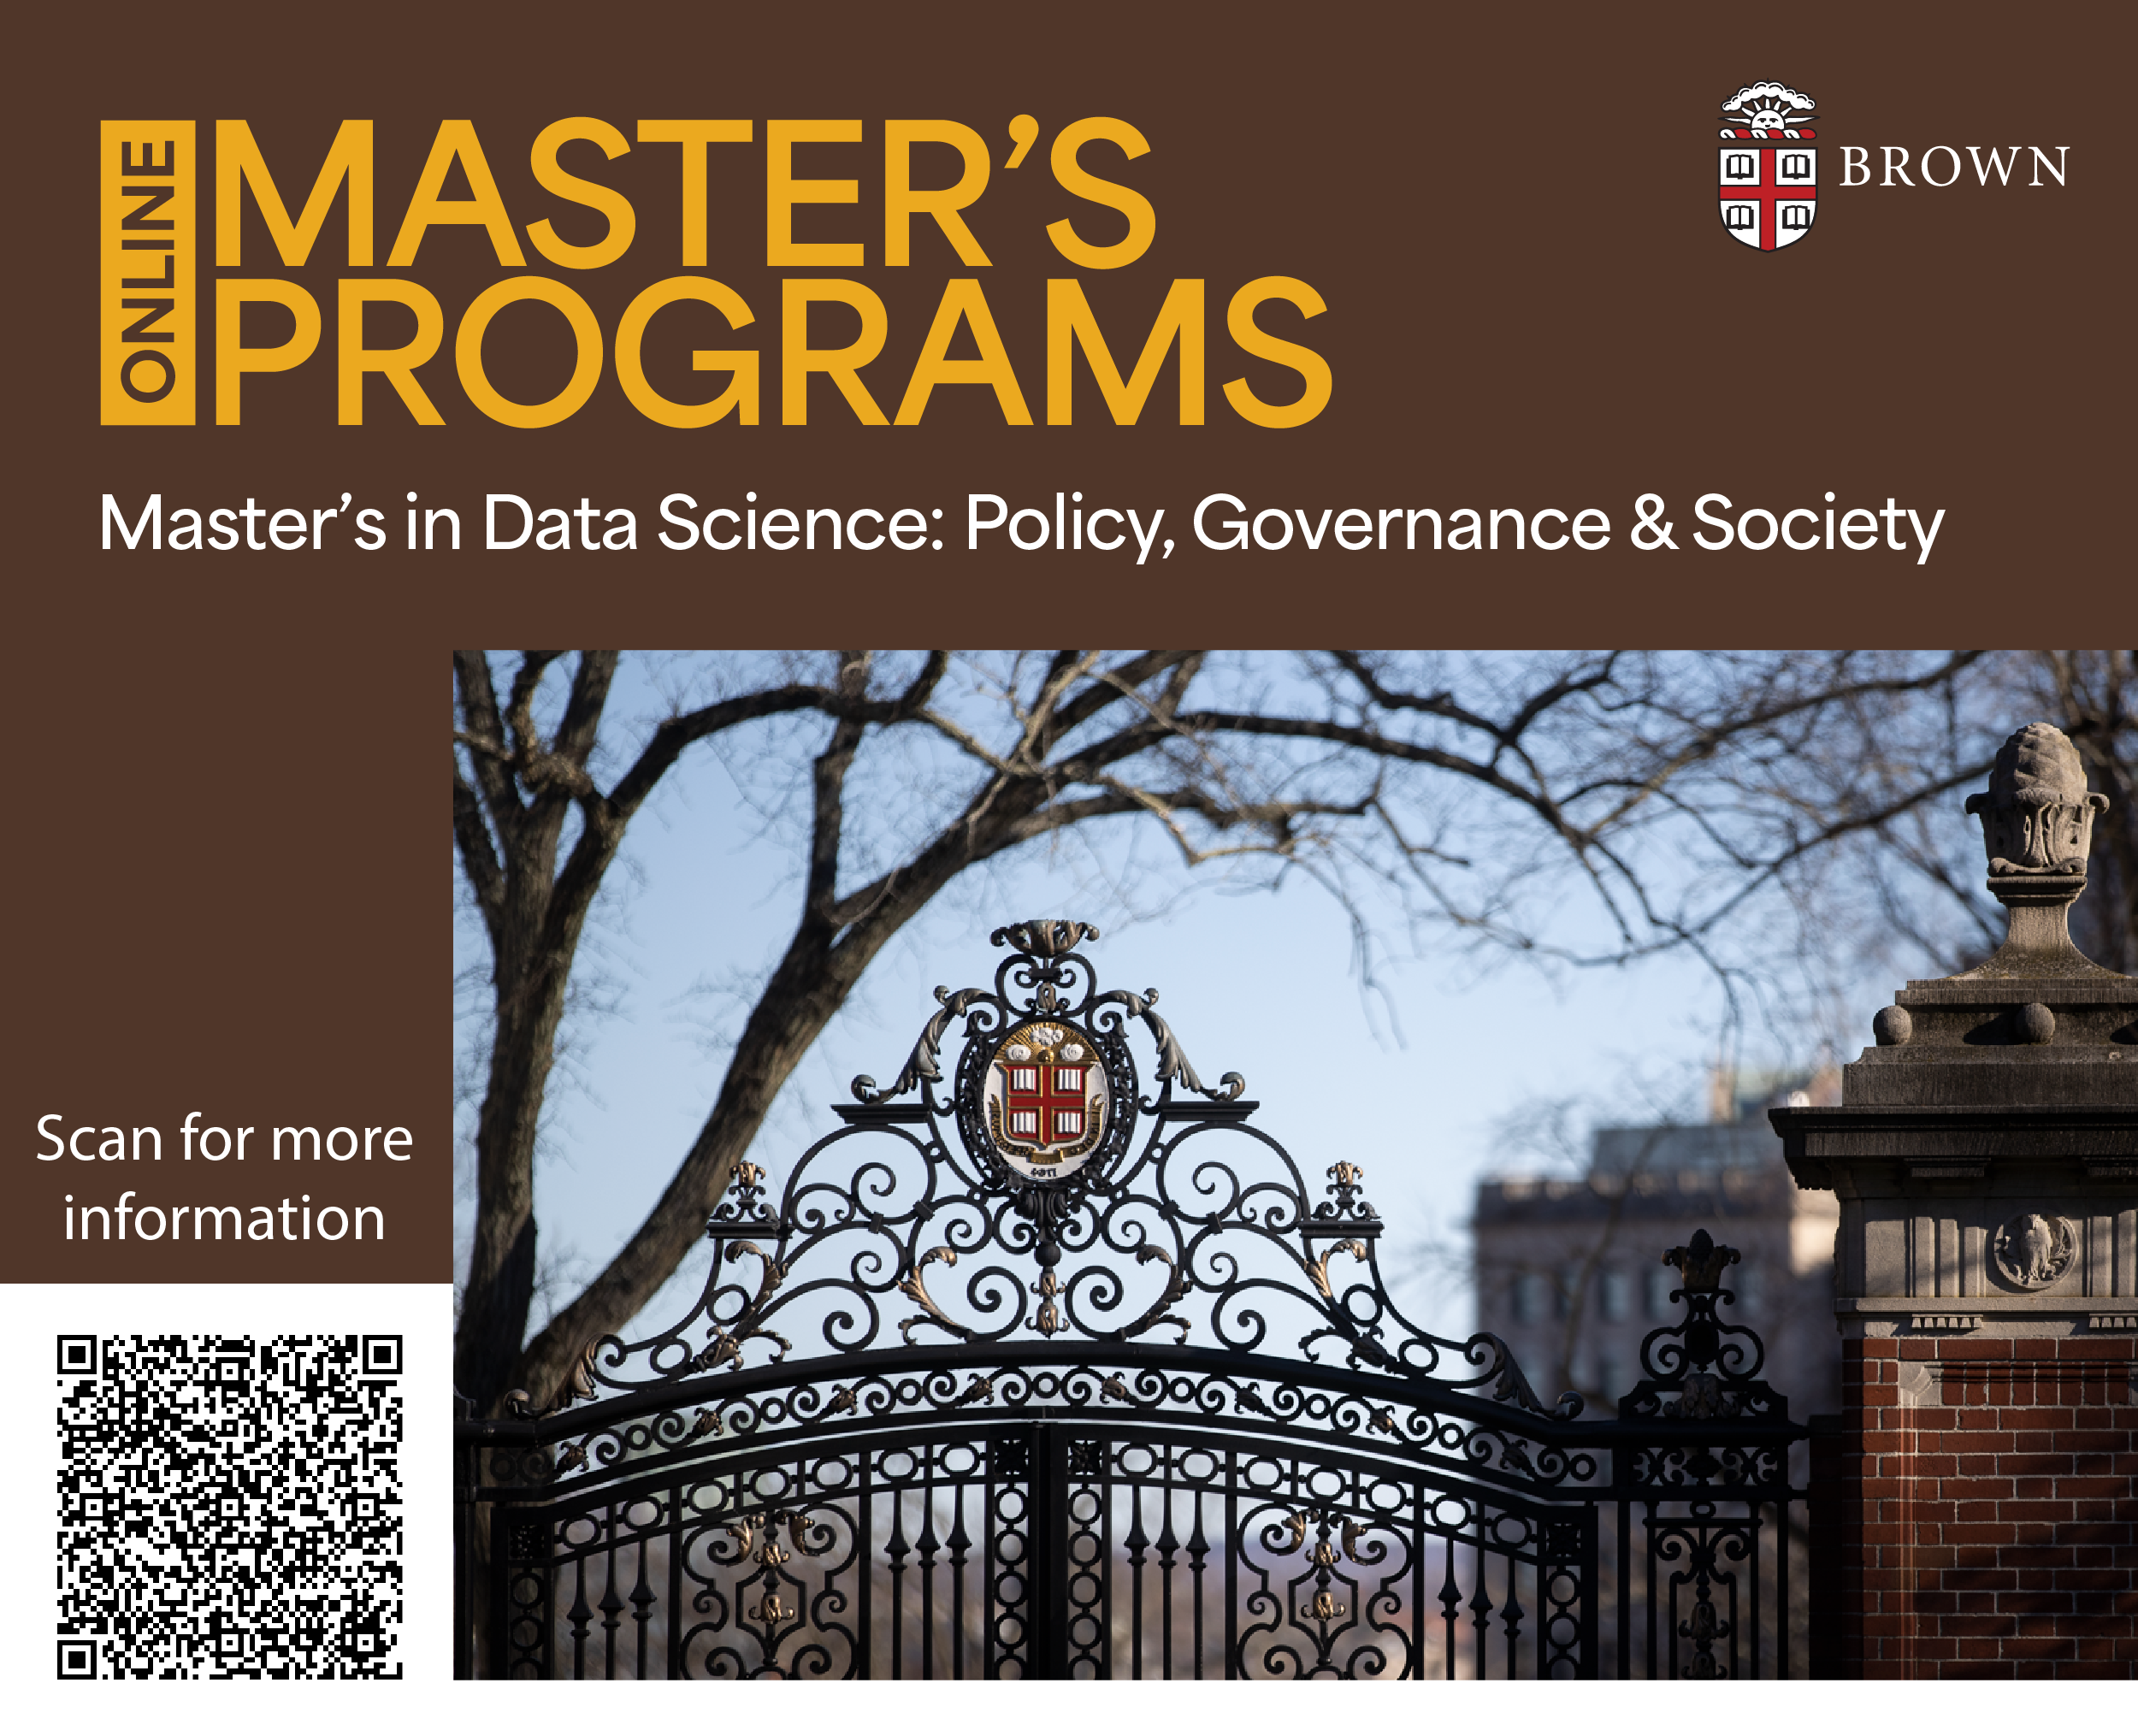 ONLINE
MASTER’S
PROGRAMS
BROWN
Master’s in Data Science: Policy, Governance & Society
Scan for more
information